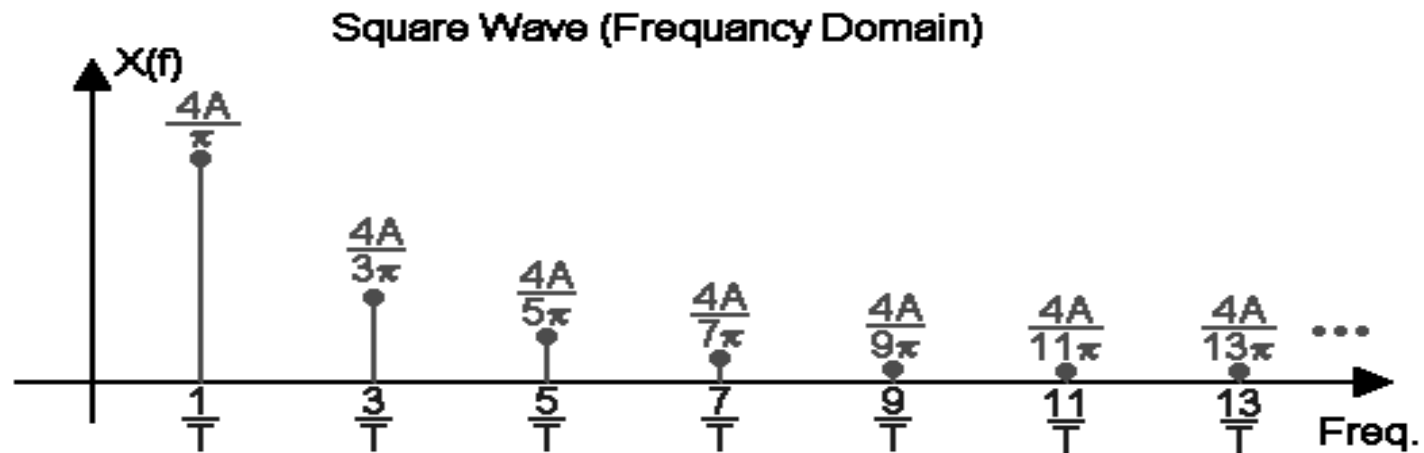 Square Wave (Frequancy Domain)
X(f)
4A
π
4A
3π
4A
5π
4A
7π
4A
9π
4A
11π
4A
13π
•••
1
T
3
T
5
T
7
T
9
T
11
T
13
T
Freq.